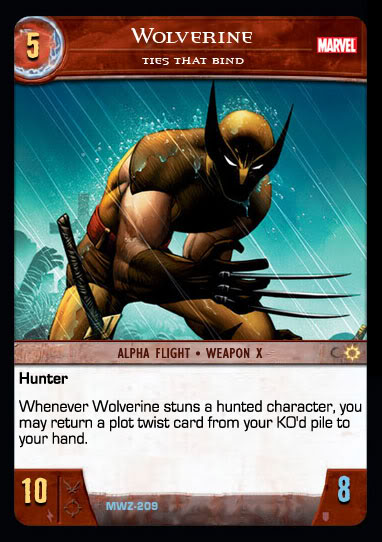 5
Wolverine
TIES THAT BIND
MARVEL
ALPHA FLIGHT • WEAPON X
C
Hunter
Whenever Wolverine stuns a hunted character, you
may return a plot twist card from your KO'd pile to
your hand.
10
MWZ-209
8